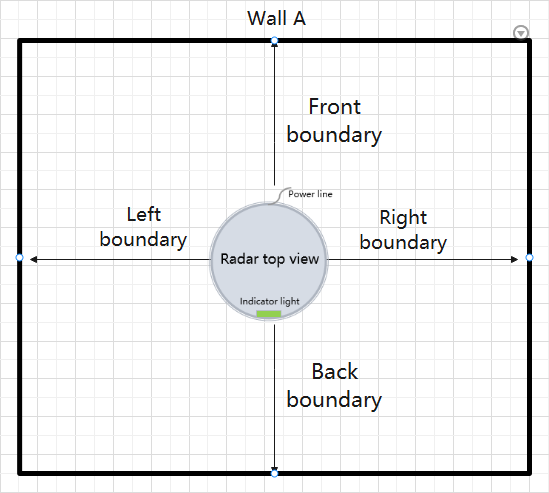 Wall A
Front
boundary
Power line
Left
boundary
Right
boundary
Radar top view
Indicator light
Back
boundary